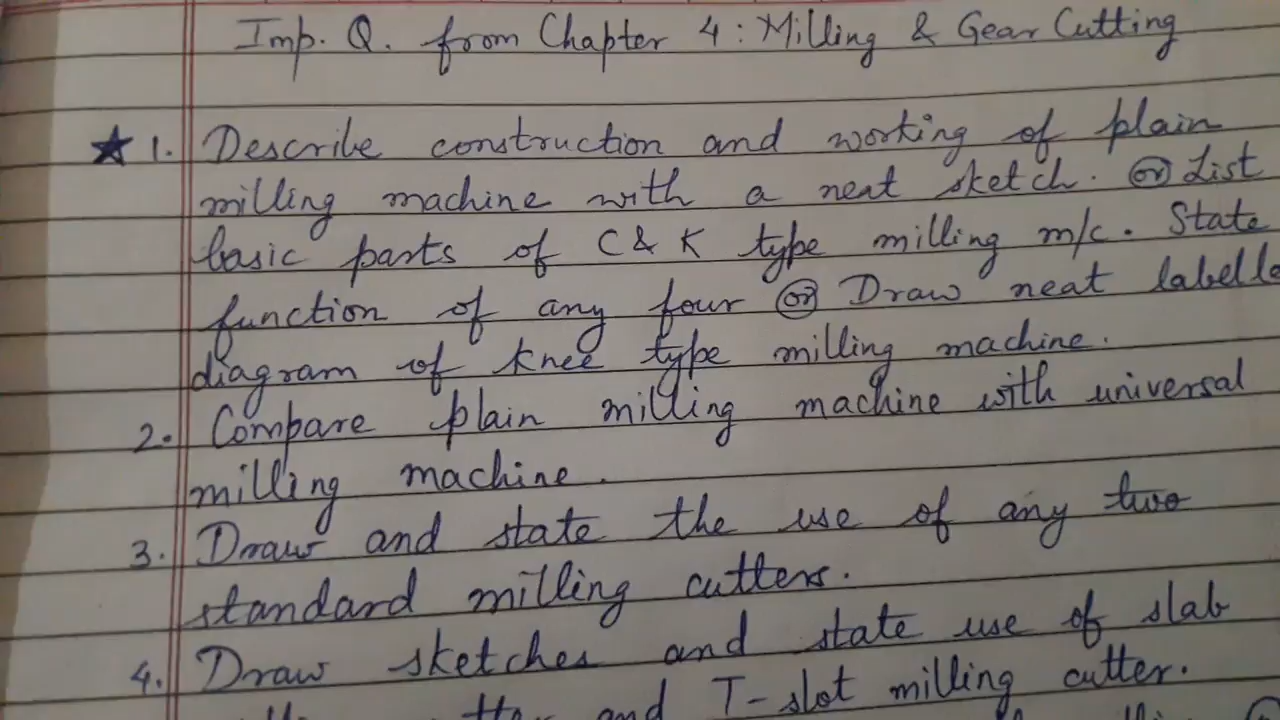 Imp. Q. from Chapter 4: Milling & Gear Cutting
★ 1. Describe construction and working of plain
milling machine with a neat sketch. OR List
basic parts of C & K type milling m/c. State
function of any four OR Draw neat labelle
diagram of knee type milling machine.
2. Compare plain milling machine with universal
milling machine.
3. Draw and state the use of any two
standard milling cutters.
4. Draw sketches and state use of slab
and T-slot milling cutter.